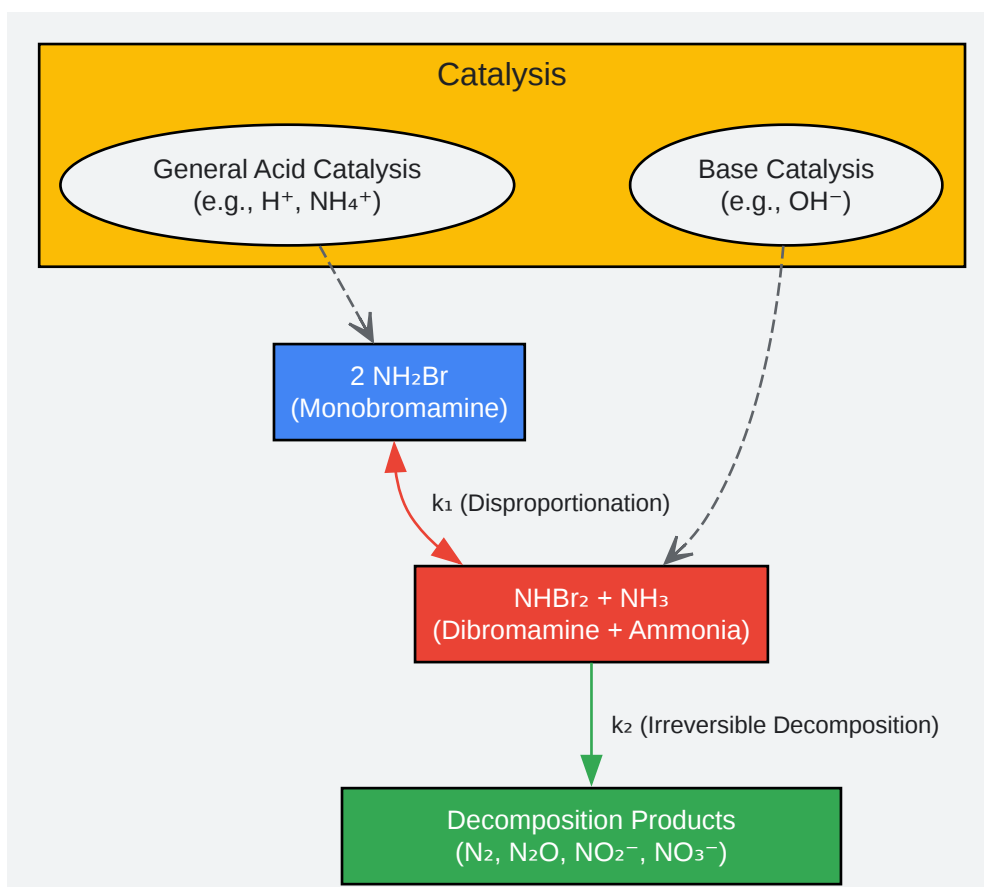 Catalysis
General Acid Catalysis
(e.g., H⁺, NH₄⁺)
Base Catalysis
(e.g., OH⁻)
2 NH₂Br
(Monobromamine)
k₁ (Disproportionation)
NHBr₂ + NH₃
(Dibromamine + Ammonia)
k₂ (Irreversible Decomposition)
Decomposition Products
(N₂, N₂O, NO₂⁻, NO₃⁻)